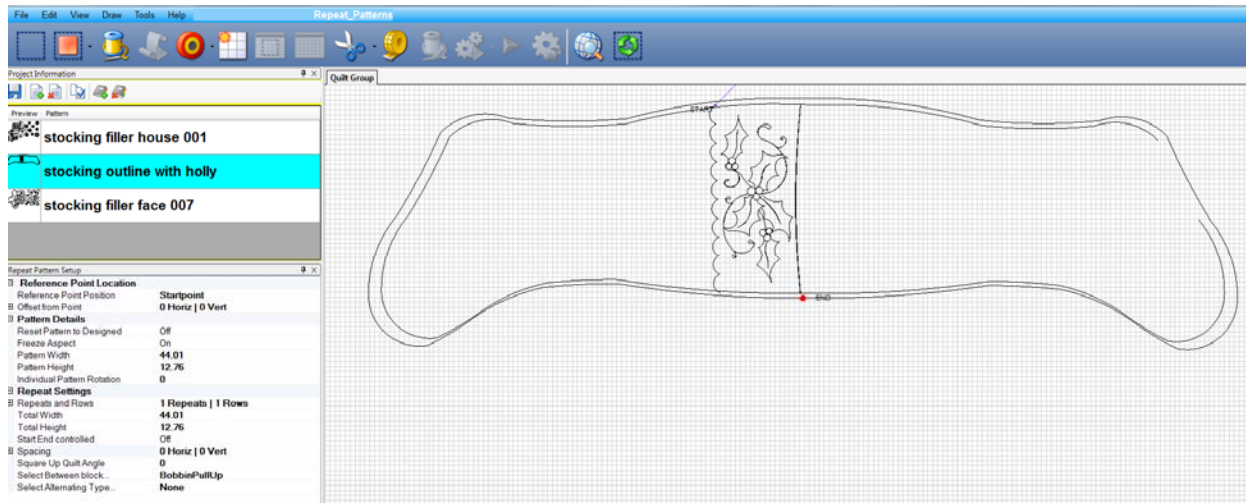 File Edit View Draw Tools Help Repeat_Patterns
Project Information
Quilt Group
Preview Pattern
stocking filler house 001
stocking outline with holly
stocking filler face 007
START
END
Repeat Pattern Setup
Reference Point Location
Reference Point Position Startpoint
Offset from Point 0 Horiz | 0 Vert
Pattern Details
Reset Pattern to Designed Off
Freeze Aspect On
Pattern Width 44.01
Pattern Height 12.76
Individual Pattern Rotation 0
Repeat Settings
Repeats and Rows 1 Repeats | 1 Rows
Total Width 44.01
Total Height 12.76
Start End controlled Off
Spacing 0 Horiz | 0 Vert
Square Up Quilt Angle 0
Select Between block... BobbinPullUp
Select Alternating Type... None